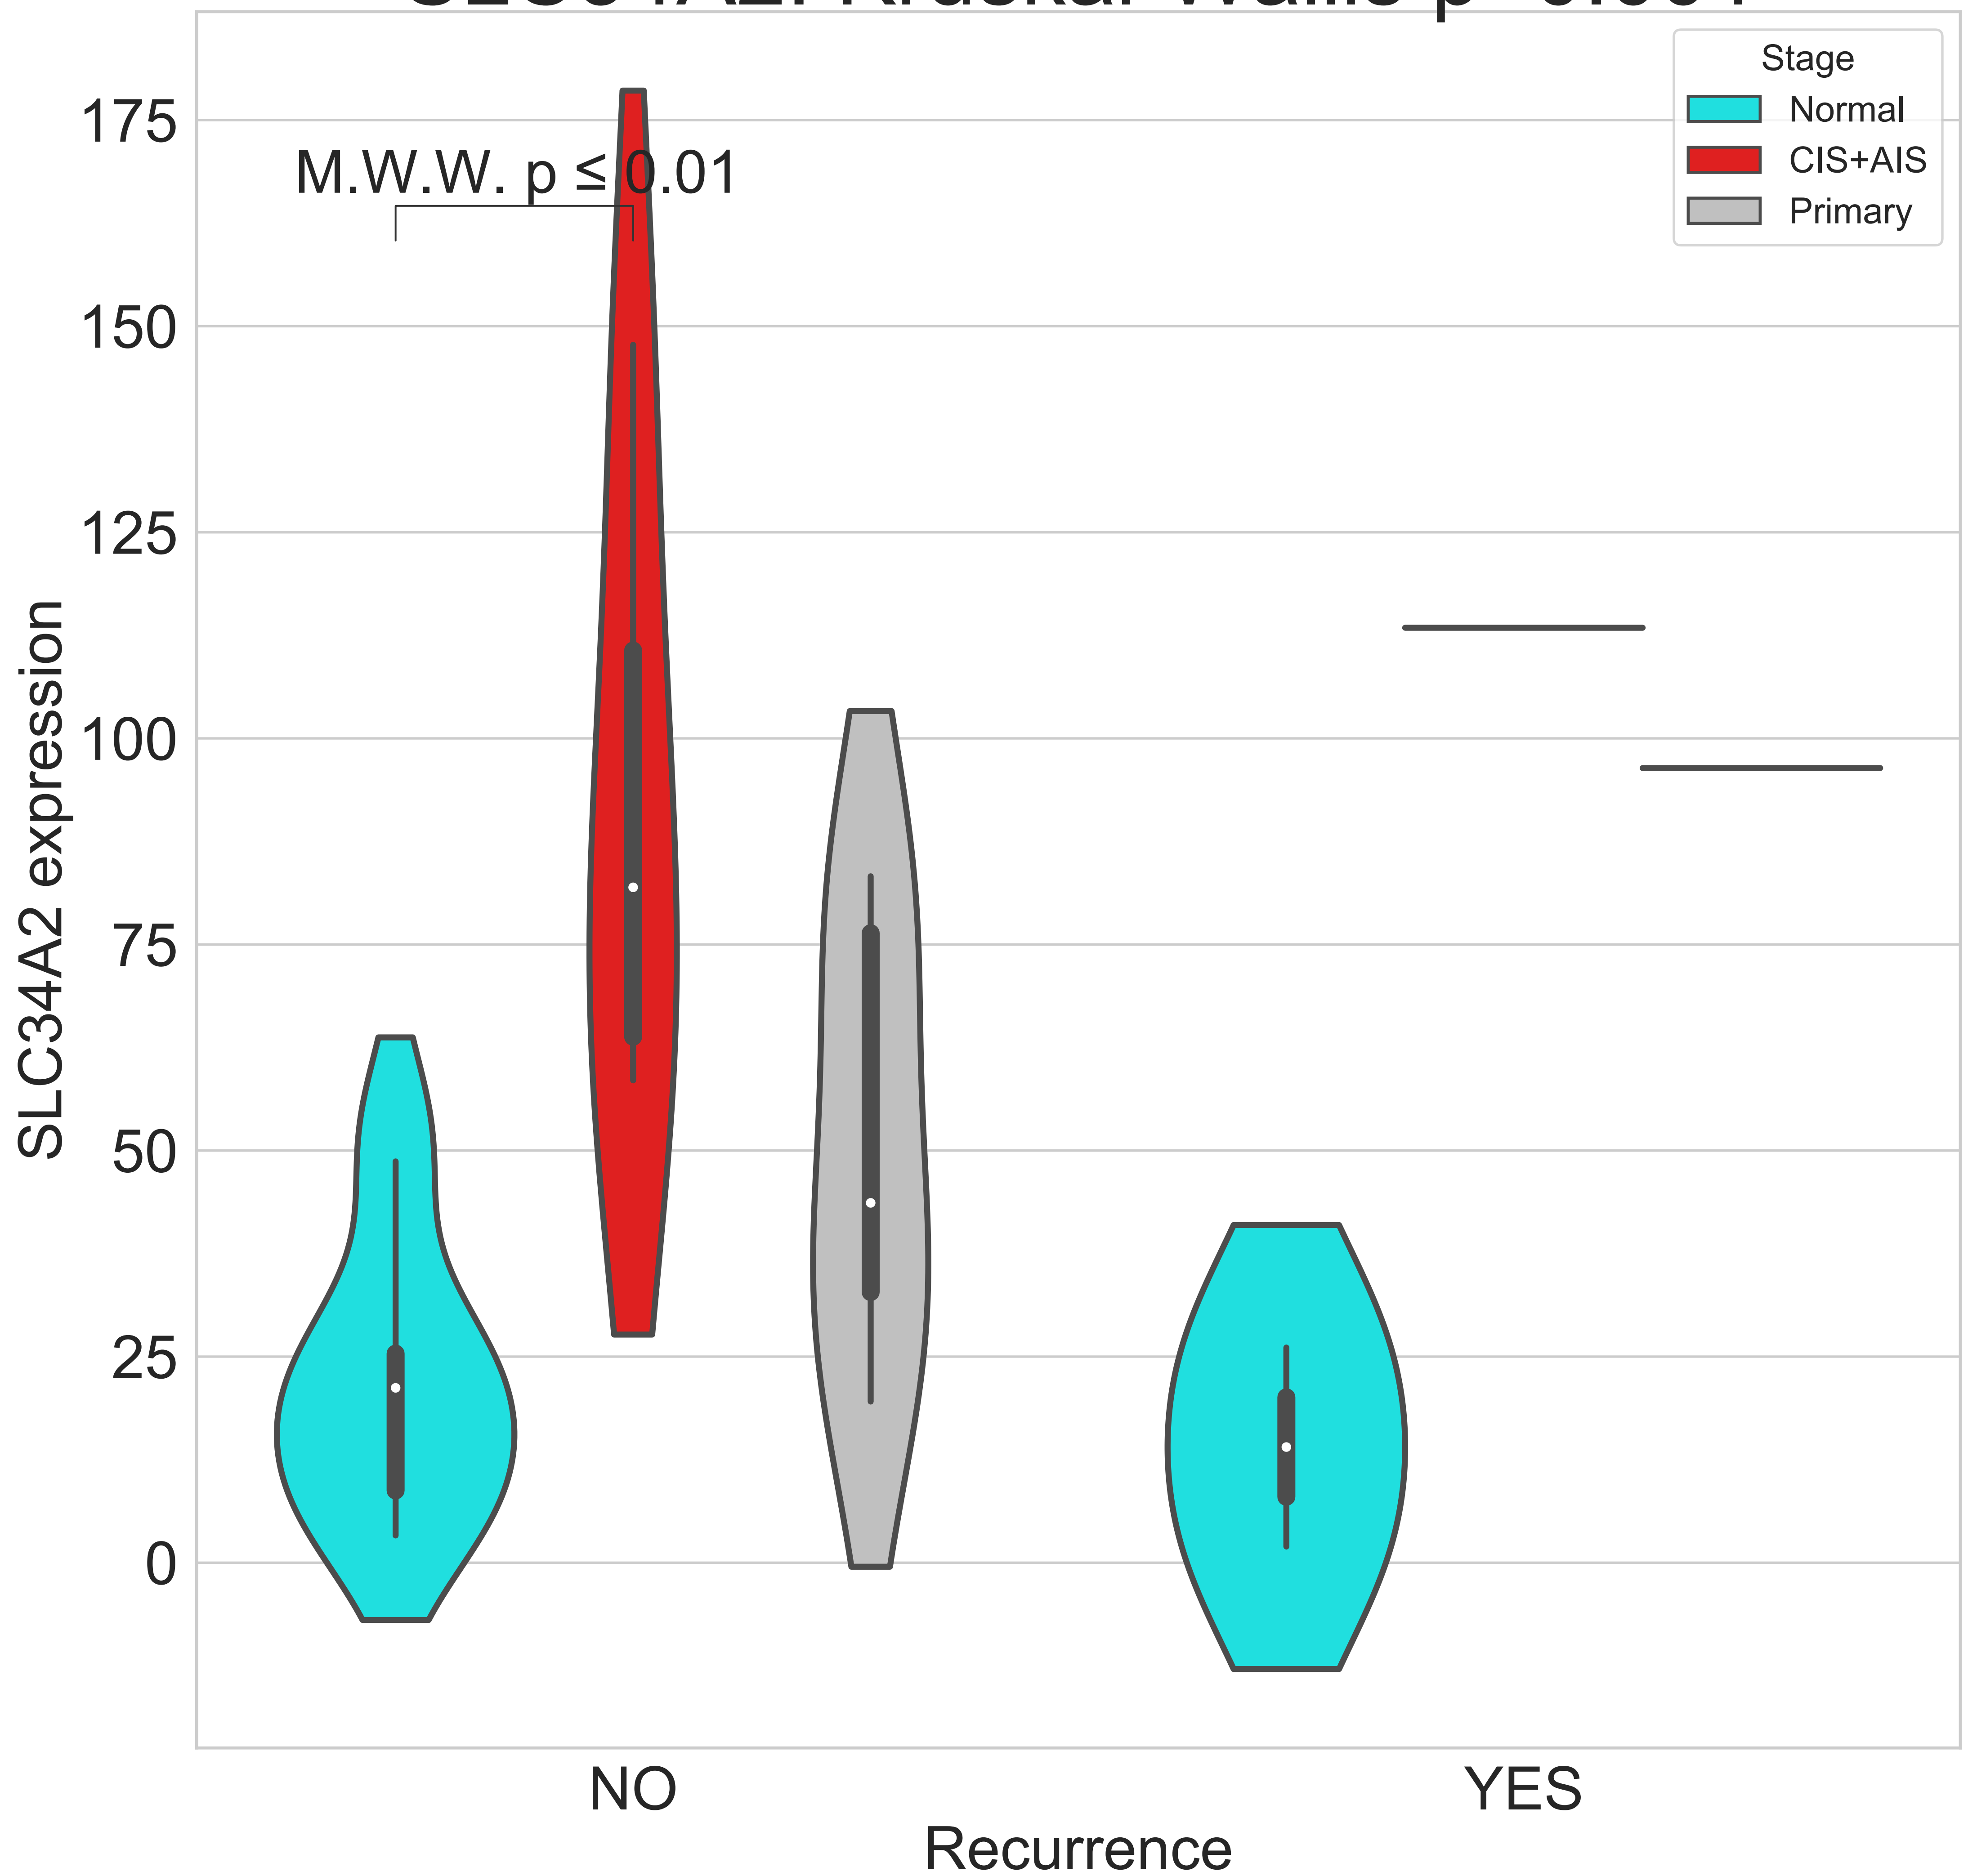 Stage
Normal
CIS+AIS
Primary
M.W.W. p ≤ 0.01
175
150
125
100
75
50
25
0
SLC34A2 expression
NO
YES
Recurrence